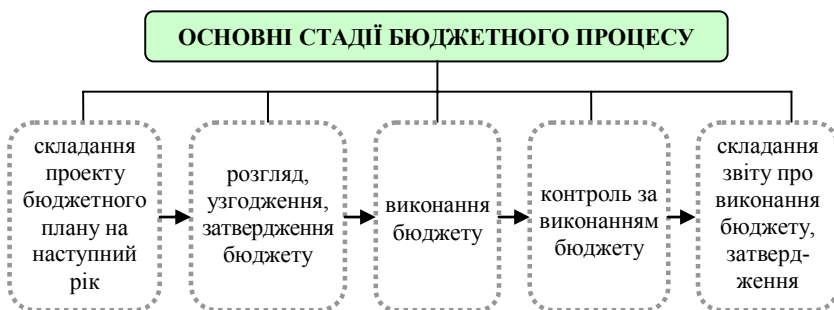 ОСНОВНІ СТАДІЇ БЮДЖЕТНОГО ПРОЦЕСУ
складання
проекту
бюджетного
плану на
наступний
рік
розгляд,
узгодження,
затвердження
бюджету
виконання
бюджету
контроль за
виконанням
бюджету
складання
звіту про
виконання
бюджету,
затверд-
ження